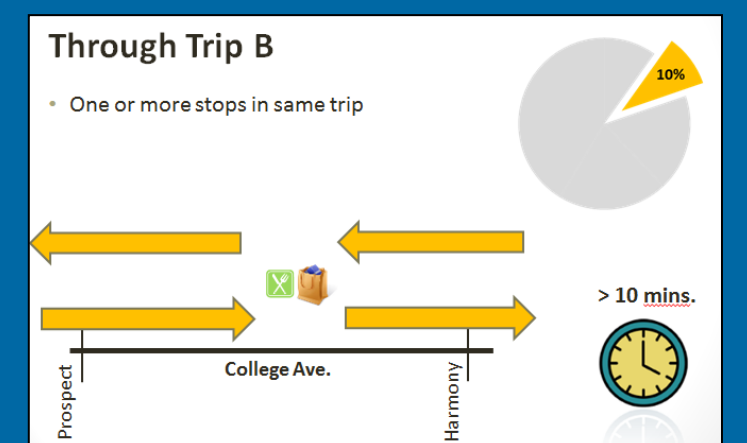 Through Trip B
10%
• One or more stops in same trip
> 10 mins.
College Ave.
Prospect
Harmony